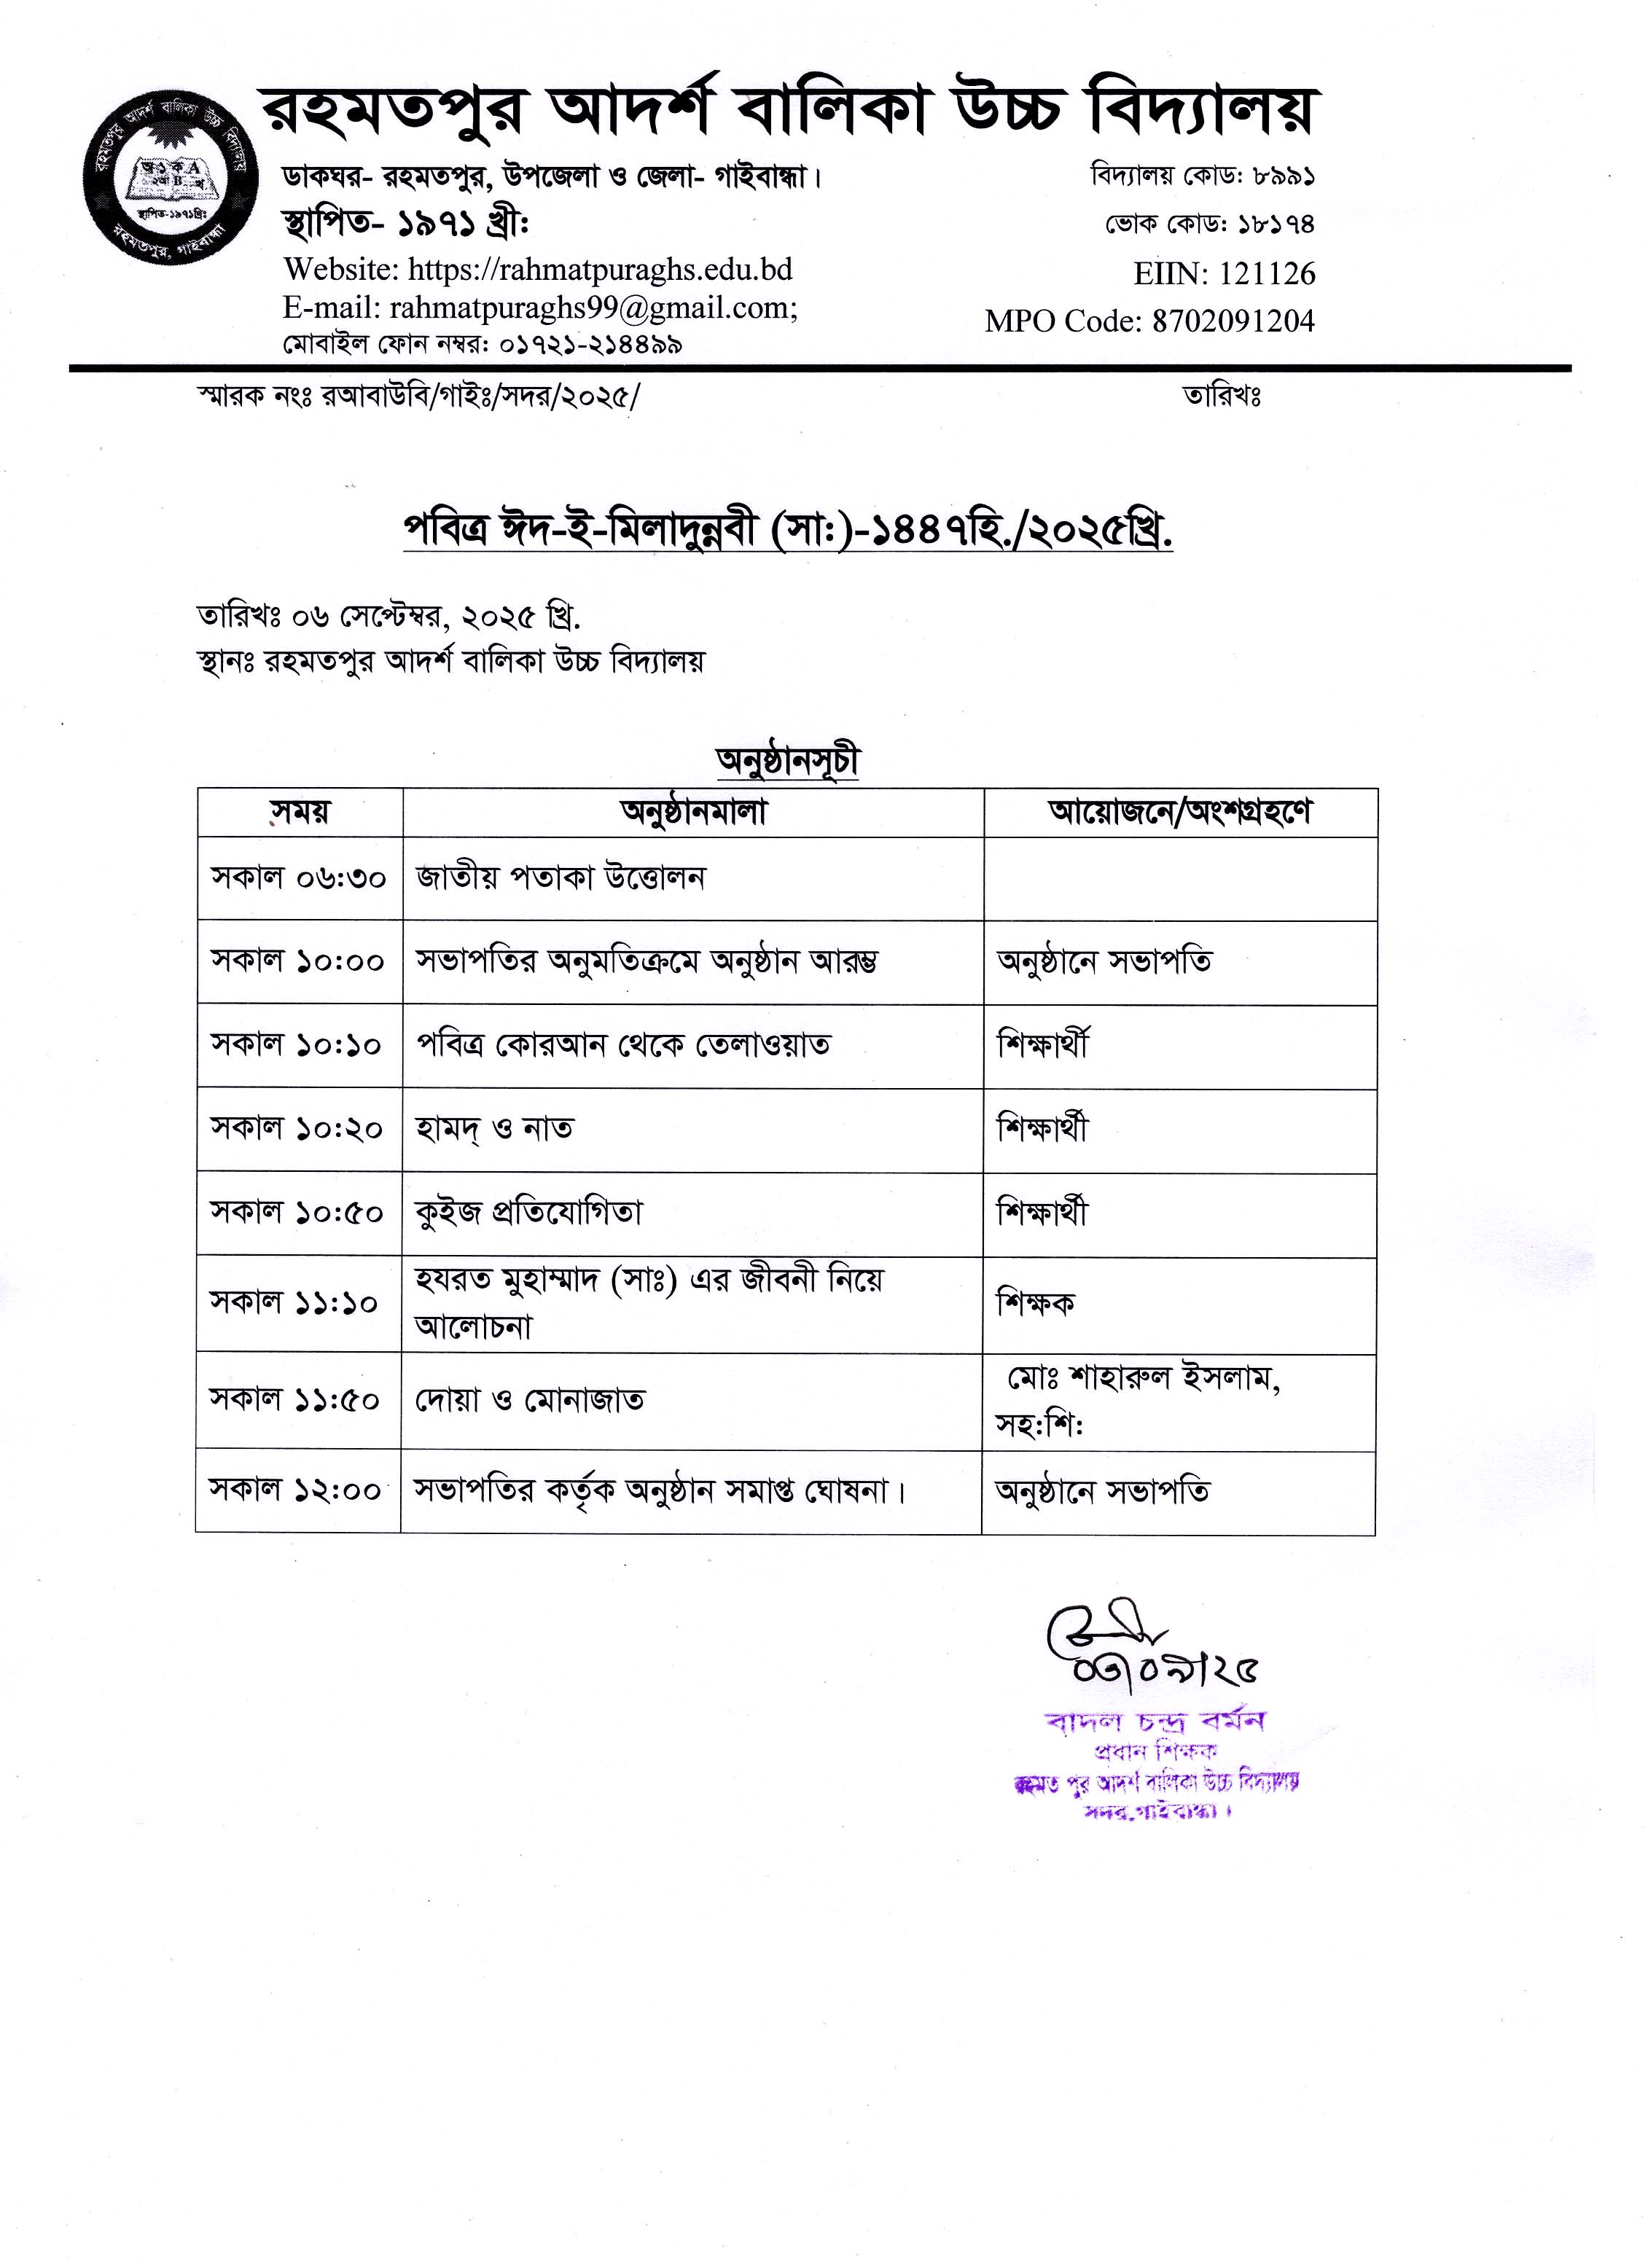 রহমতপুর আদর্শ বালিকা উচ্চ বিদ্যালয়
রহমতপুর আদর্শ বালিকা উচ্চ বিদ্যালয়
স্থাপিত-১৯৭১খ্রিঃ
রহমতপুর, গাইবান্ধা
ডাকঘর- রহমতপুর, উপজেলা ও জেলা- গাইবান্ধা।
বিদ্যালয় কোড: ৮৯৯১
স্থাপিত- ১৯৭১ খ্রী:
ভোক কোড: ১৮১৭৪
Website: https://rahmatpuraghs.edu.bd
EIIN: 121126
E-mail: rahmatpuraghs99@gmail.com;
MPO Code: 8702091204
মোবাইল ফোন নম্বর: ০১৭২১-২১৪৪৯৯
স্মারক নংঃ রআবাউবি/গাইঃ/সদর/২০২৫/ তারিখঃ
পবিত্র ঈদ-ই-মিলাদুন্নবী (সা:)-১৪৪৭হি./২০২৫খ্রি.
তারিখঃ ০৬ সেপ্টেম্বর, ২০২৫ খ্রি.
স্থানঃ রহমতপুর আদর্শ বালিকা উচ্চ বিদ্যালয়
অনুষ্ঠানসূচী
সময় অনুষ্ঠানমালা আয়োজনে/অংশগ্রহণে
সকাল ০৬:৩০ জাতীয় পতাকা উত্তোলন
সকাল ১০:০০ সভাপতির অনুমতিক্রমে অনুষ্ঠান আরম্ভ অনুষ্ঠানে সভাপতি
সকাল ১০:১০ পবিত্র কোরআন থেকে তেলাওয়াত শিক্ষার্থী
সকাল ১০:২০ হামদ্ ও নাত শিক্ষার্থী
সকাল ১০:৫০ কুইজ প্রতিযোগিতা শিক্ষার্থী
সকাল ১১:১০ হযরত মুহাম্মাদ (সাঃ) এর জীবনী নিয়ে
আলোচনা শিক্ষক
সকাল ১১:৫০ দোয়া ও মোনাজাত মোঃ শাহারুল ইসলাম,
সহ:শি:
সকাল ১২:০০ সভাপতির কর্তৃক অনুষ্ঠান সমাপ্ত ঘোষনা। অনুষ্ঠানে সভাপতি
বাদল চন্দ্র বর্মন
প্রধান শিক্ষক
রহমত পুর আদর্শ বালিকা উচ্চ বিদ্যালয়
সদর,গাইবান্ধা।